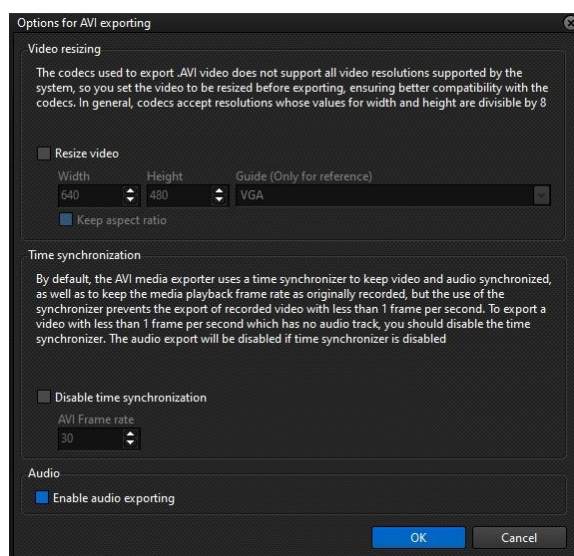 Options for AVI exporting
Video resizing
The codecs used to export .AVI video does not support all video resolutions supported by the
system, so you set the video to be resized before exporting, ensuring better compatibility with the
codecs. In general, codecs accept resolutions whose values for width and height are divisible by 8
Resize video
Width Height Guide (Only for reference)
640 480 VGA
Keep aspect ratio
Time synchronization
By default, the AVI media exporter uses a time synchronizer to keep video and audio synchronized,
as well as to keep the media playback frame rate as originally recorded, but the use of the
synchronizer prevents the export of recorded video with less than 1 frame per second. To export a
video with less than 1 frame per second which has no audio track, you should disable the time
synchronizer. The audio export will be disabled if time synchronizer is disabled
Disable time synchronization
AVI Frame rate
30
Audio
Enable audio exporting
OK Cancel